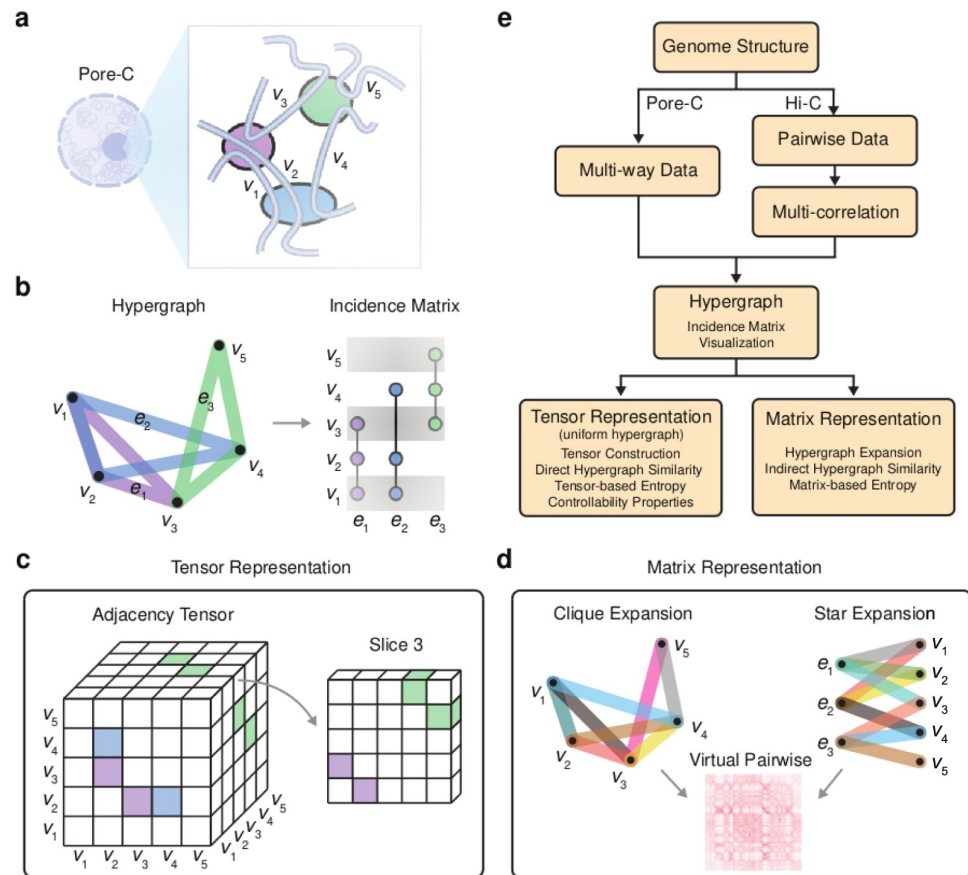 a
Pore-C
V3
V5
V2
V4
V1
b
Hypergraph
Incidence Matrix
V5
V1
e3
e2
V4
V2
e1
V3
V5
V4
V3
V2
V1
e1
e2
e3
c
Tensor Representation
Adjacency Tensor
Slice 3
V5
V4
V3
V2
V1
V1
V2
V3
V4
V5
V1
V2
V3
V4
V5
d
Matrix Representation
Clique Expansion
Star Expansion
V5
V1
V4
V2
V3
e1
e2
e3
V1
V2
V3
V4
V5
Virtual Pairwise
e
Genome Structure
Pore-C
Hi-C
Multi-way Data
Pairwise Data
Multi-correlation
Hypergraph
Incidence Matrix
Visualization
Tensor Representation
(uniform hypergraph)
Tensor Construction
Direct Hypergraph Similarity
Tensor-based Entropy
Controllability Properties
Matrix Representation
Hypergraph Expansion
Indirect Hypergraph Similarity
Matrix-based Entropy